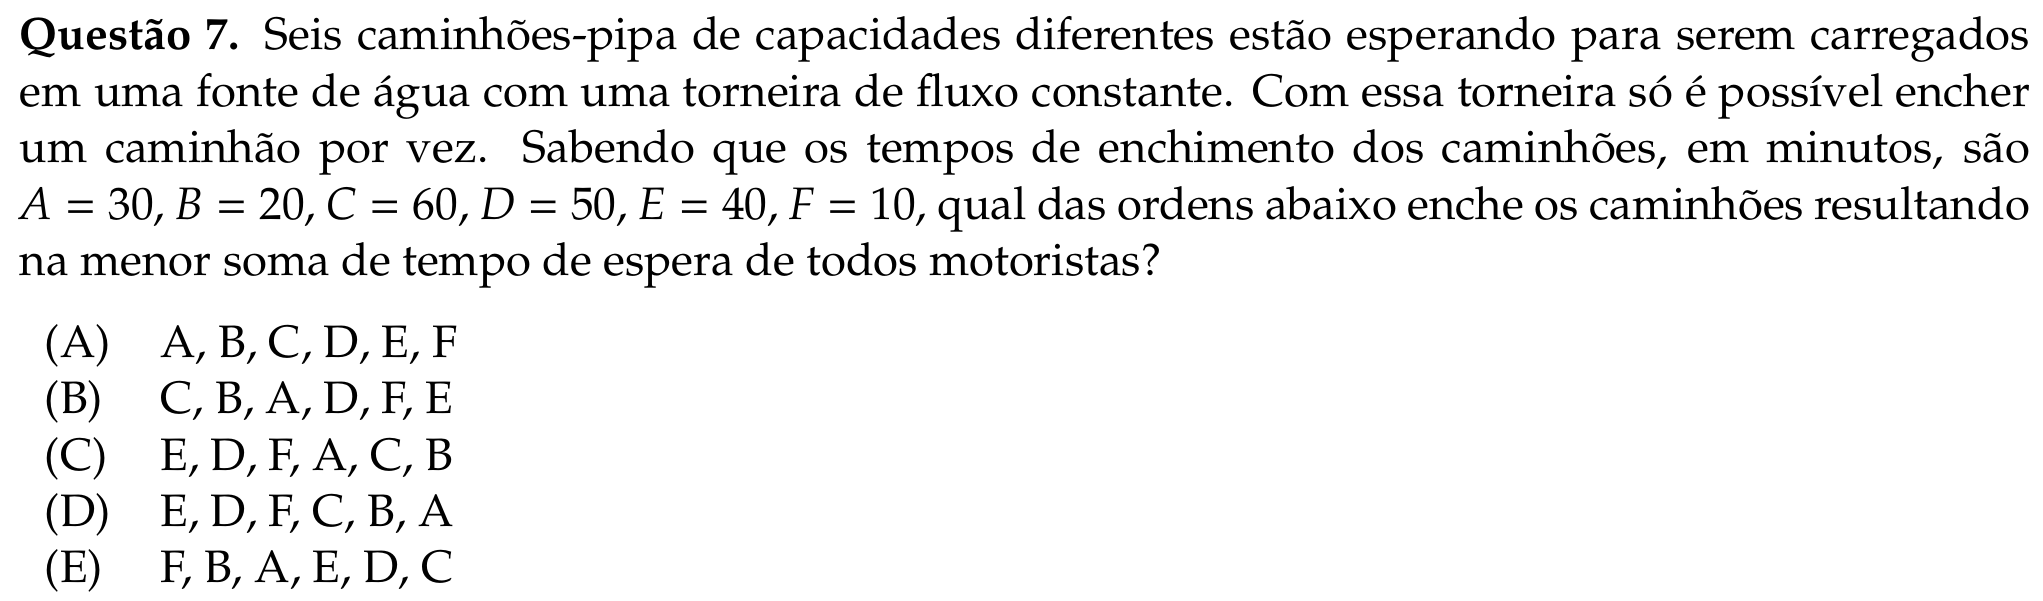 Questão 7. Seis caminhões-pipa de capacidades diferentes estão esperando para serem carregados
em uma fonte de água com uma torneira de fluxo constante. Com essa torneira só é possível encher
um caminhão por vez. Sabendo que os tempos de enchimento dos caminhões, em minutos, são
A = 30, B = 20, C = 60, D = 50, E = 40, F = 10, qual das ordens abaixo enche os caminhões resultando
na menor soma de tempo de espera de todos motoristas?
(A) A, B, C, D, E, F
(B) C, B, A, D, F, E
(C) E, D, F, A, C, B
(D) E, D, F, C, B, A
(E) F, B, A, E, D, C